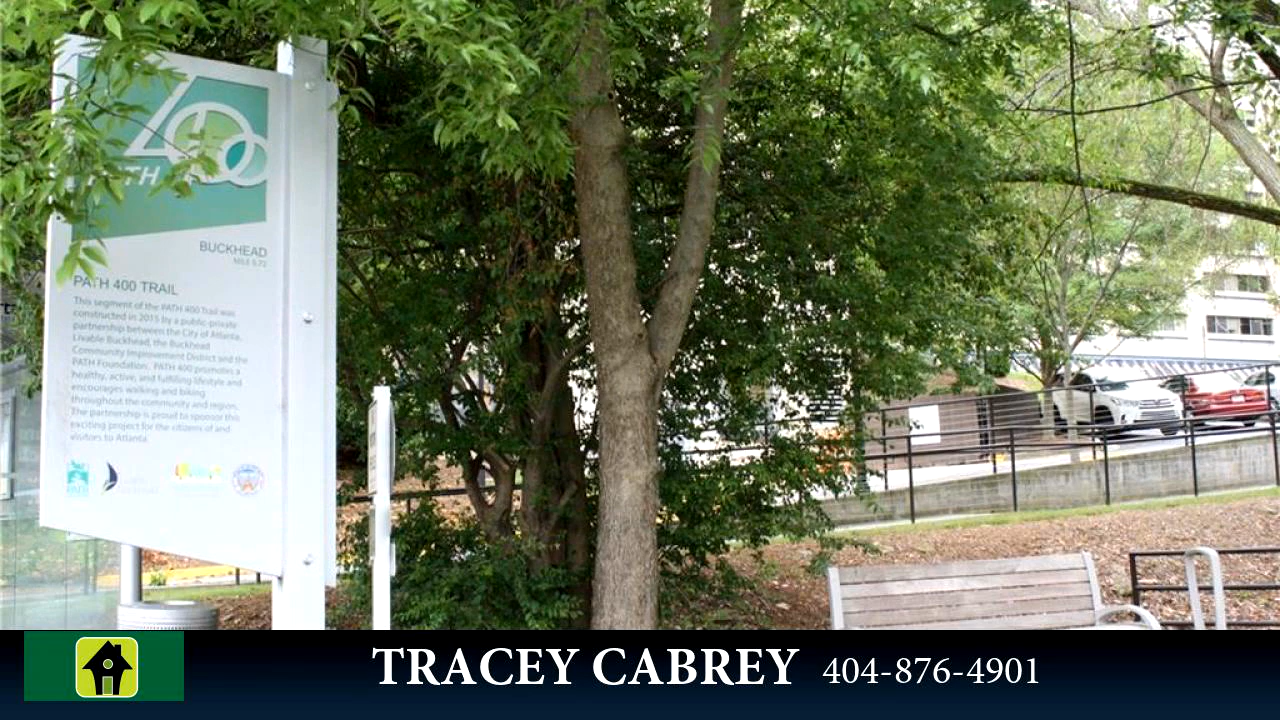 400
BUCKHEAD
MILE 5.72
PATH 400 TRAIL
This segment of the PATH 400 Trail was
constructed in 2015 by a public-private
partnership between the City of Atlanta,
Livable Buckhead, the Buckhead
Community Improvement District and the
PATH Foundation. PATH 400 promotes a
healthy, active, and fulfilling lifestyle and
encourages walking and biking
throughout the community and region.
The partnership is proud to sponsor this
exciting project for the citizens of and
visitors to Atlanta.
TRACEY CABREY 404-876-4901